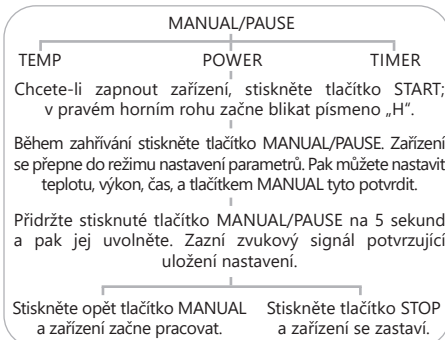 MANUAL/PAUSE
TEMP POWER TIMER
Chcete-li zapnout zařízení, stiskněte tlačítko START;
v pravém horním rohu začne blikat písmeno „H“.
Během zahřívání stiskněte tlačítko MANUAL/PAUSE. Zařízení
se přepne do režimu nastavení parametrů. Pak můžete nastavit
teplotu, výkon, čas, a tlačítkem MANUAL tyto potvrdit.
Přidržte stisknuté tlačítko MANUAL/PAUSE na 5 sekund
a pak jej uvolněte. Zazní zvukový signál potvrzující
uložení nastavení.
Stiskněte opět tlačítko MANUAL
a zařízení začne pracovat.
Stiskněte tlačítko STOP
a zařízení se zastaví.